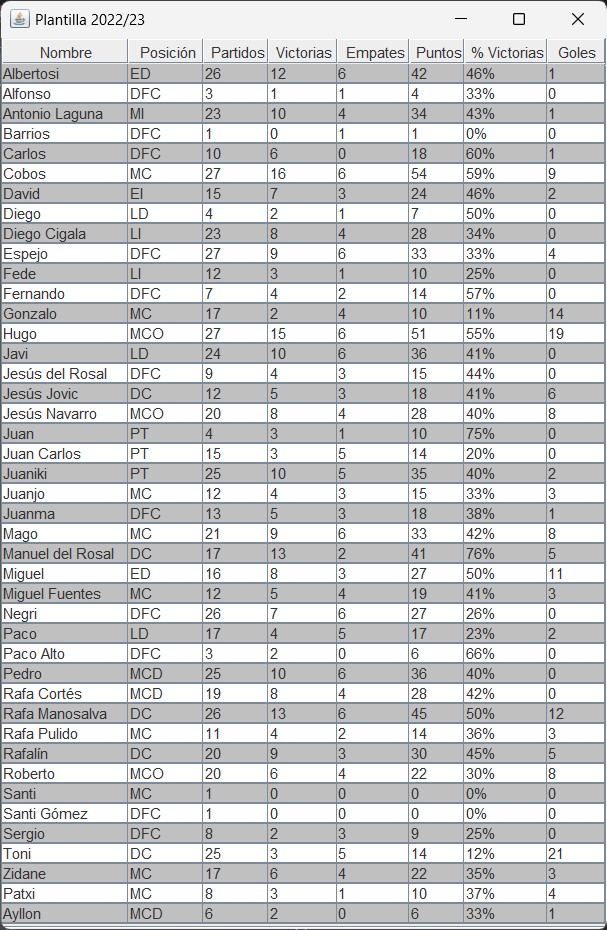 Plantilla 2022/23
Nombre Posición Partidos Victorias Empates Puntos % Victorias Goles
Albertosi ED 26 12 6 42 46% 1
Alfonso DFC 3 1 1 4 33% 0
Antonio Laguna MI 23 10 4 34 43% 1
Barrios DFC 1 0 1 1 0% 0
Carlos DFC 10 6 0 18 60% 1
Cobos MC 27 16 6 54 59% 9
David EI 15 7 3 24 46% 2
Diego LD 4 2 1 7 50% 0
Diego Cigala LI 23 8 4 28 34% 0
Espejo DFC 27 9 6 33 33% 4
Fede LI 12 3 1 10 25% 0
Fernando DFC 7 4 2 14 57% 0
Gonzalo MC 17 2 4 10 11% 14
Hugo MCO 27 15 6 51 55% 19
Javi LD 24 10 6 36 41% 0
Jesús del Rosal DFC 9 4 3 15 44% 0
Jesús Jovic DC 12 5 3 18 41% 6
Jesús Navarro MCO 20 8 4 28 40% 8
Juan PT 4 3 1 10 75% 0
Juan Carlos PT 15 3 5 14 20% 0
Juaniki PT 25 10 5 35 40% 2
Juanjo MC 12 4 3 15 33% 3
Juanma DFC 13 5 3 18 38% 1
Mago MC 21 9 6 33 42% 8
Manuel del Rosal DC 17 13 2 41 76% 5
Miguel ED 16 8 3 27 50% 11
Miguel Fuentes MC 12 5 4 19 41% 3
Negri DFC 26 7 6 27 26% 0
Paco LD 17 4 5 17 23% 2
Paco Alto DFC 3 2 0 6 66% 0
Pedro MCD 25 10 6 36 40% 0
Rafa Cortés MCD 19 8 4 28 42% 0
Rafa Manosalva DC 26 13 6 45 50% 12
Rafa Pulido MC 11 4 2 14 36% 3
Rafalín DC 20 9 3 30 45% 5
Roberto MCO 20 6 4 22 30% 8
Santi MC 1 0 0 0 0% 0
Santi Gómez DFC 1 0 0 0 0% 0
Sergio DFC 8 2 3 9 25% 0
Toni DC 25 3 5 14 12% 21
Zidane MC 17 6 4 22 35% 3
Patxi MC 8 3 1 10 37% 4
Ayllon MCD 6 2 0 6 33% 1